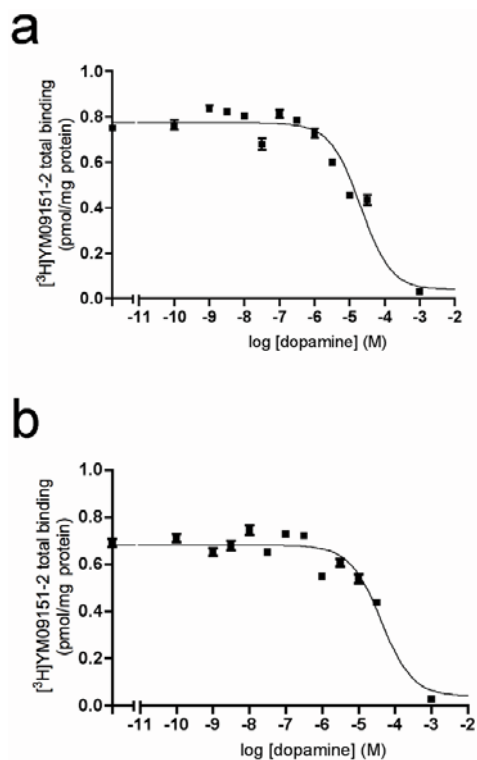 a
[³H]YM09151-2 total binding
(pmol/mg protein)
1.0
0.8
0.6
0.4
0.2
0.0
-11 -10 -9 -8 -7 -6 -5 -4 -3 -2
log [dopamine] (M)
b
[³H]YM09151-2 total binding
(pmol/mg protein)
1.0
0.8
0.6
0.4
0.2
0.0
-11 -10 -9 -8 -7 -6 -5 -4 -3 -2
log [dopamine] (M)